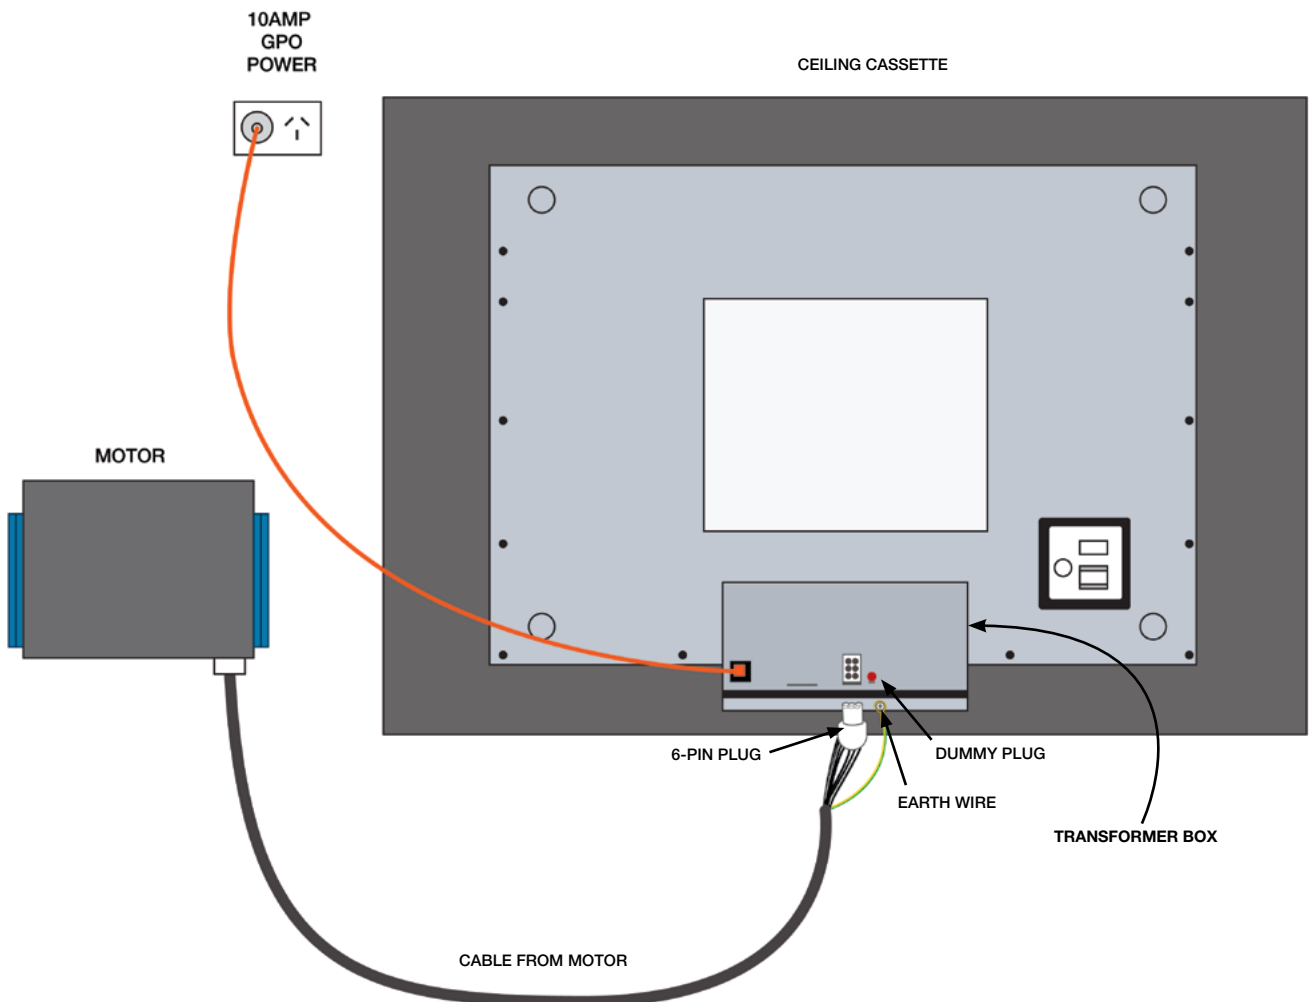 10AMP
GPO
POWER
CEILING CASSETTE
MOTOR
6-PIN PLUG
DUMMY PLUG
EARTH WIRE
TRANSFORMER BOX
CABLE FROM MOTOR